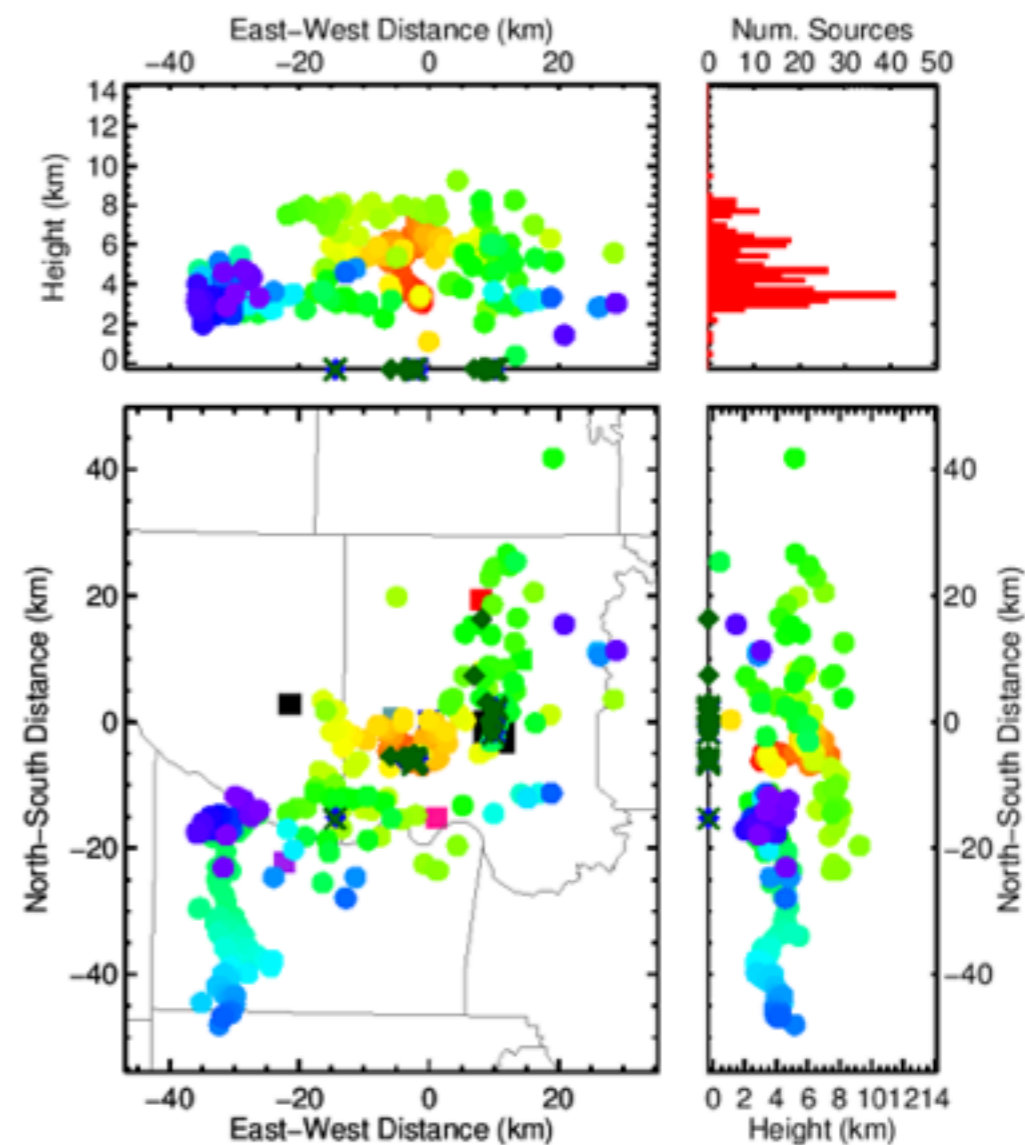 East−West Distance (km)
Num. Sources
−40 −20 0 20
0 10 20 30 40 50
14
12
10
8
6
4
2
0
Height (km)
40
20
0
−20
−40
North−South Distance (km)
40
20
0
−20
−40
North−South Distance (km)
−40 −20 0 20
0 2 4 6 8 10 12 14
East−West Distance (km)
Height (km)